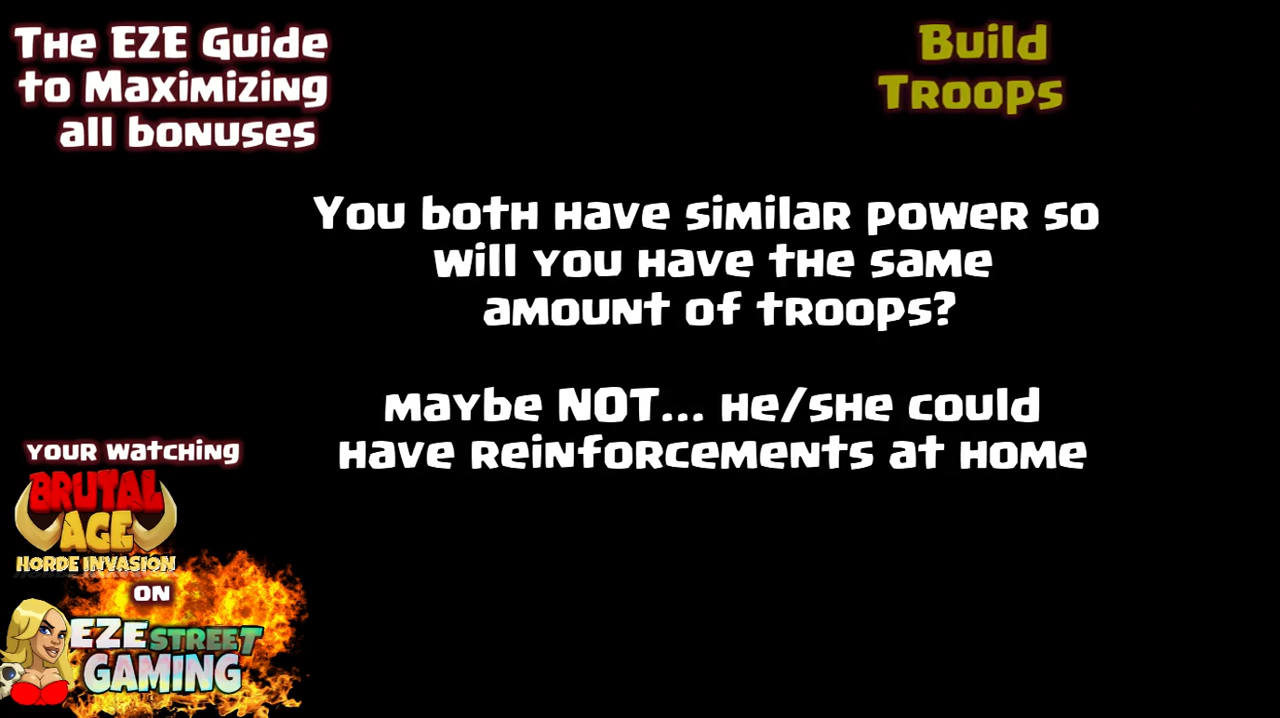 The EZE Guide
to Maximizing
all bonuses
Build
Troops
You both have similar power so
will you have the same
amount of troops?
Maybe NOT... He/she could
have reinforcements at home
Your watching
BRUTAL
AGE
HORDE INVASION
ON
EZE STREET
GAMING